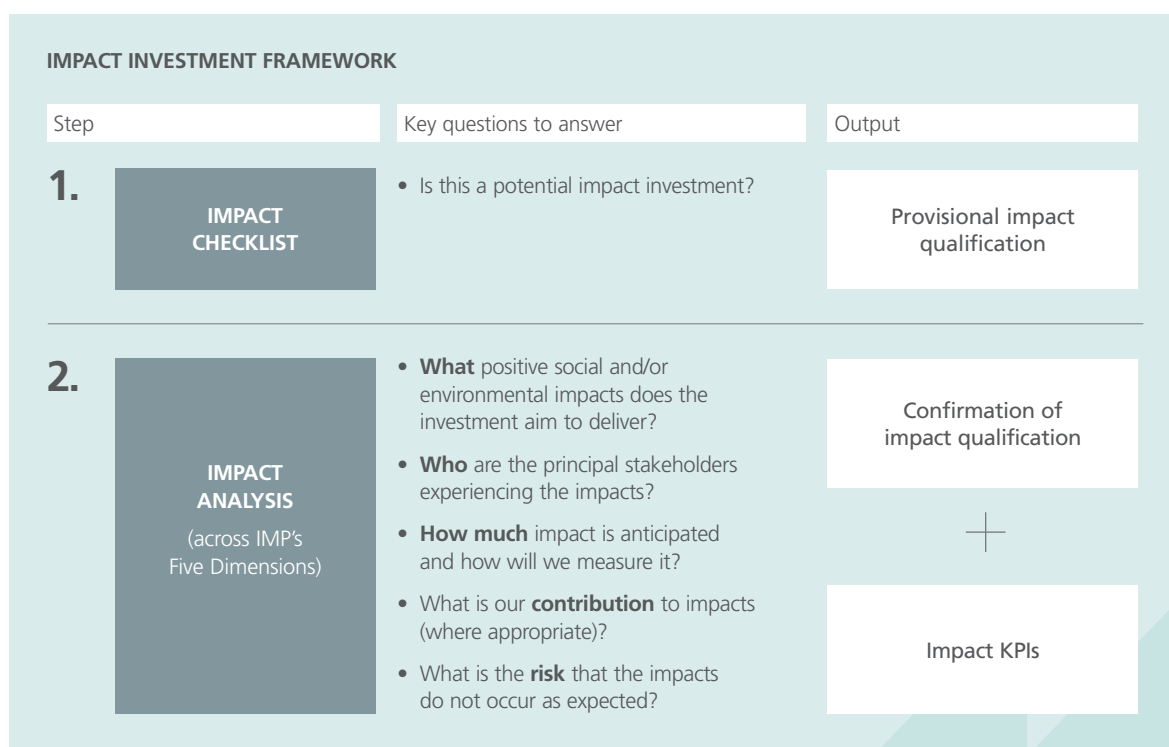 IMPACT INVESTMENT FRAMEWORK
Step
Key questions to answer
Output
1.
IMPACT
CHECKLIST
• Is this a potential impact investment?
Provisional impact
qualification
2.
IMPACT
ANALYSIS
(across IMP's
Five Dimensions)
• What positive social and/or
environmental impacts does the
investment aim to deliver?
• Who are the principal stakeholders
experiencing the impacts?
• How much impact is anticipated
and how will we measure it?
• What is our contribution to impacts
(where appropriate)?
• What is the risk that the impacts
do not occur as expected?
Confirmation of
impact qualification
+
Impact KPIs